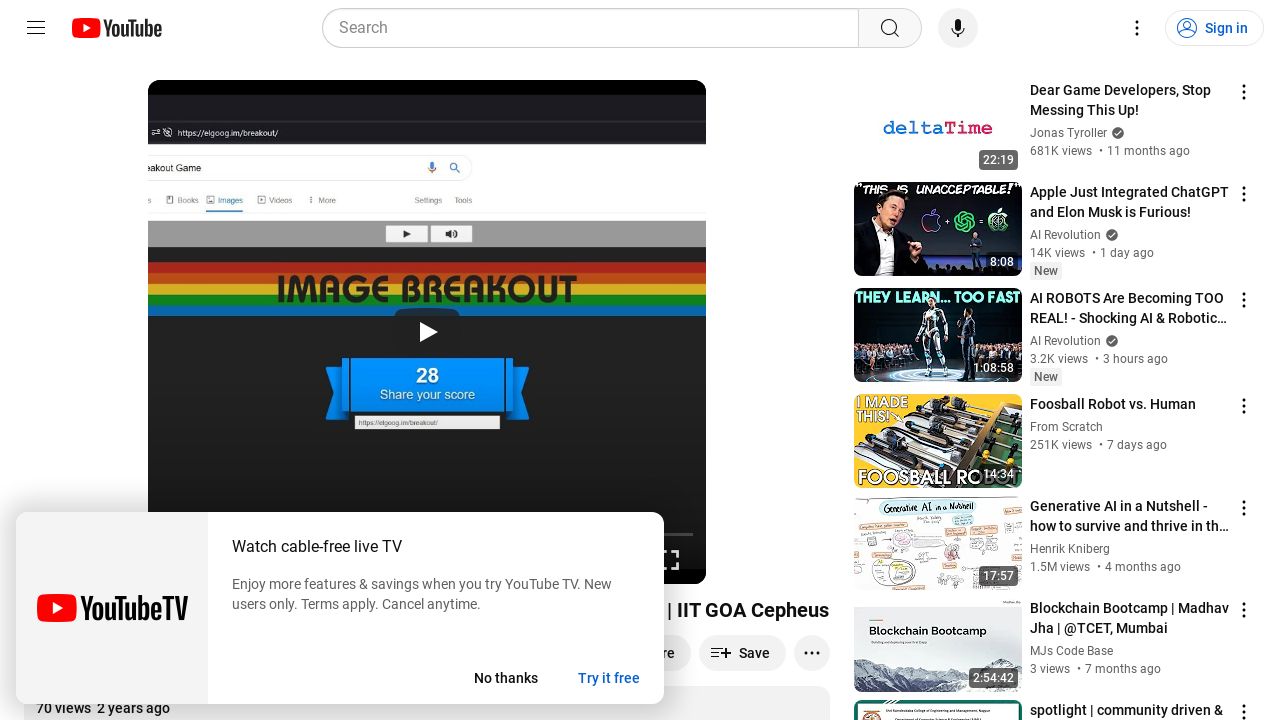 YouTube
Search
Sign in
https://elgoog.im/breakout/
eakout Game
Books
Images
Videos
More
Settings
Tools
IMAGE BREAKOUT
28
Share your score
https://elgoog.im/breakout/
| IIT GOA Cepheus
re
Save
70 views 2 years ago
YouTubeTV
Watch cable-free live TV
Enjoy more features & savings when you try YouTube TV. New
users only. Terms apply. Cancel anytime.
No thanks
Try it free
deltaTime
22:19
Dear Game Developers, Stop
Messing This Up!
Jonas Tyroller
681K views • 11 months ago
THIS IS UNACCEPTABLE!
8:08
Apple Just Integrated ChatGPT
and Elon Musk is Furious!
AI Revolution
14K views • 1 day ago
New
THEY LEARN... TOO FAST
1:08:58
AI ROBOTS Are Becoming TOO
REAL! - Shocking AI & Robotic...
AI Revolution
3.2K views • 3 hours ago
New
I MADE
THIS!
FOOSBALL ROBOT
14:34
Foosball Robot vs. Human
From Scratch
251K views • 7 days ago
Generative AI in a Nutshell
17:57
Generative AI in a Nutshell -
how to survive and thrive in th...
Henrik Kniberg
1.5M views • 4 months ago
Blockchain Bootcamp
2:54:42
Blockchain Bootcamp | Madhav
Jha | @TCET, Mumbai
MJs Code Base
3 views • 7 months ago
spotlight | community driven &